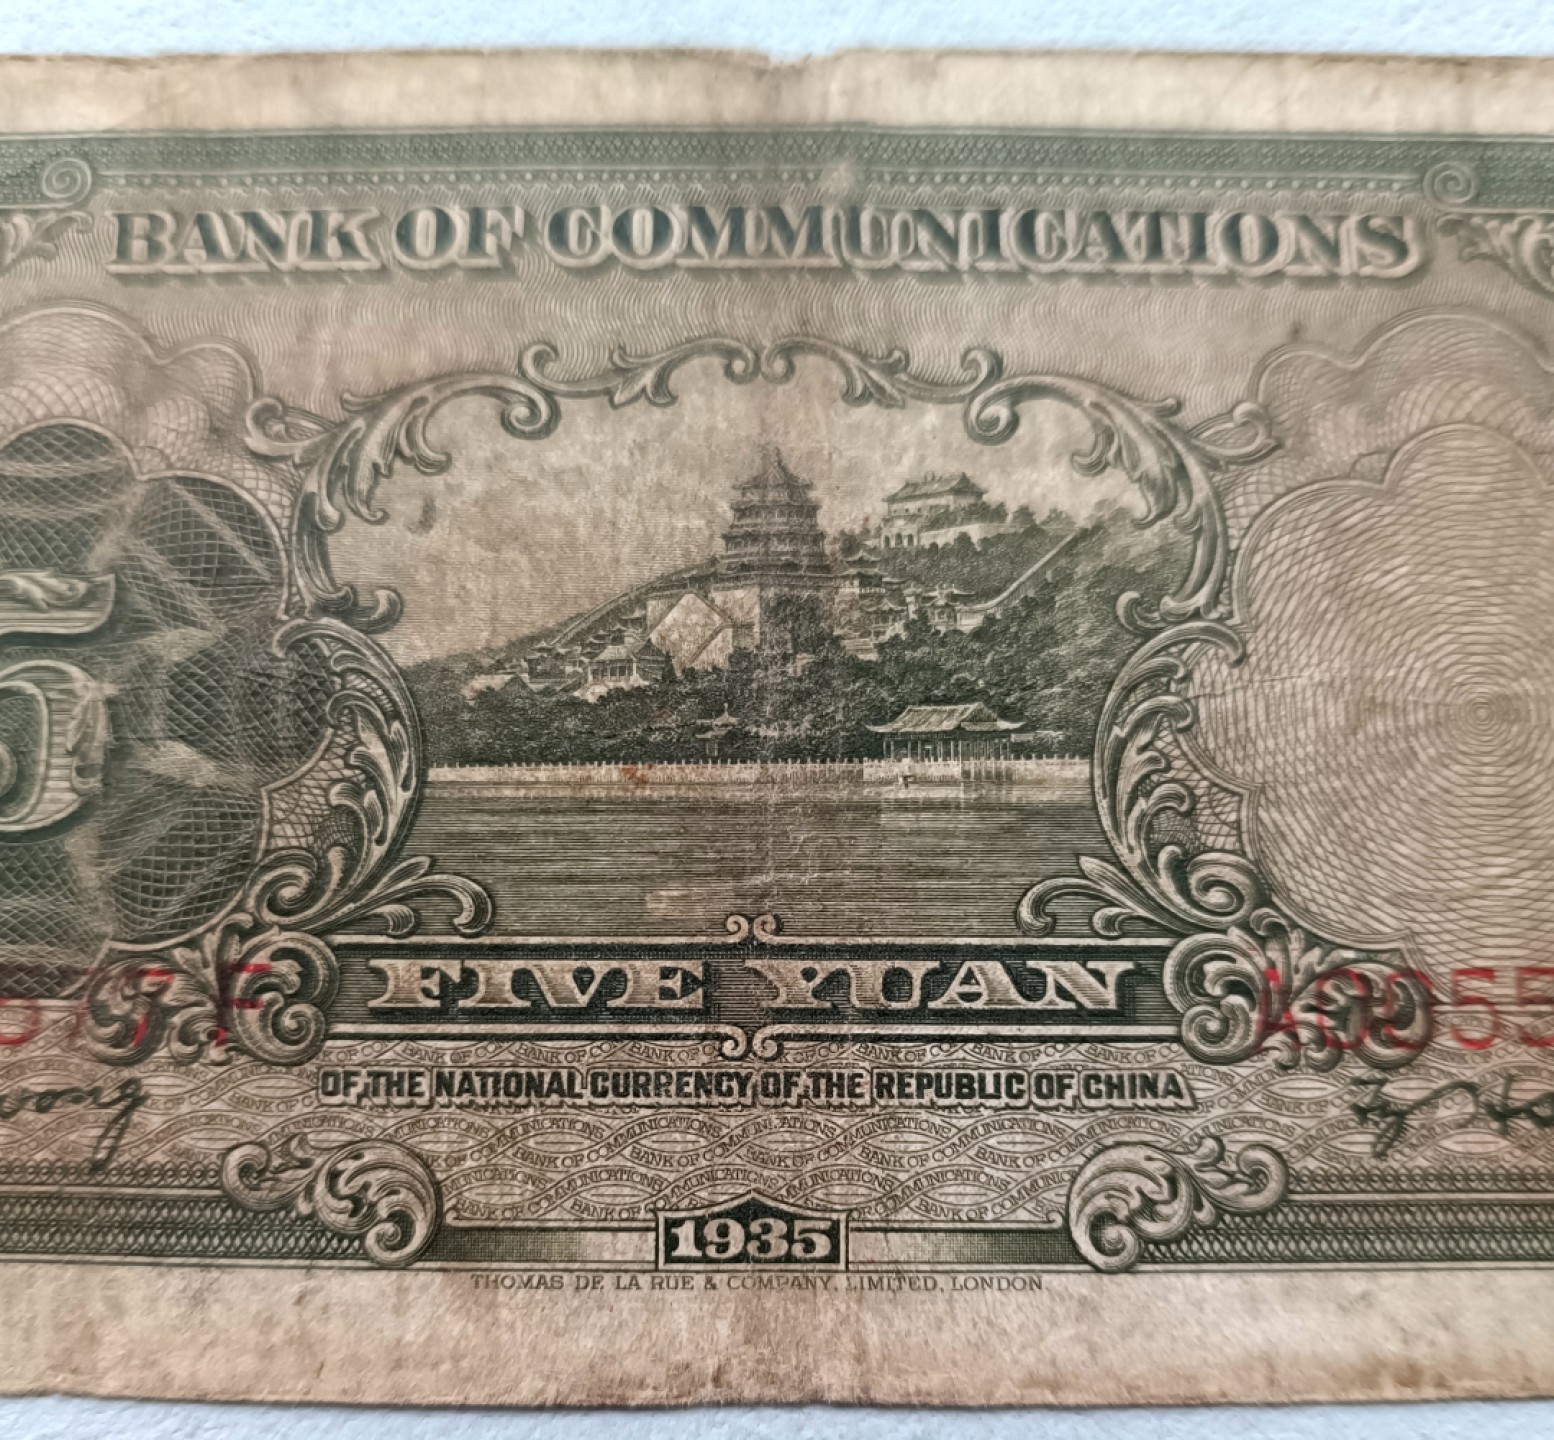 BANK OF COMMUNICATIONS
5
FIVE YUAN
OF THE NATIONAL CURRENCY OF THE REPUBLIC OF CHINA
1935
THOMAS DE LA RUE & COMPANY, LIMITED, LONDON